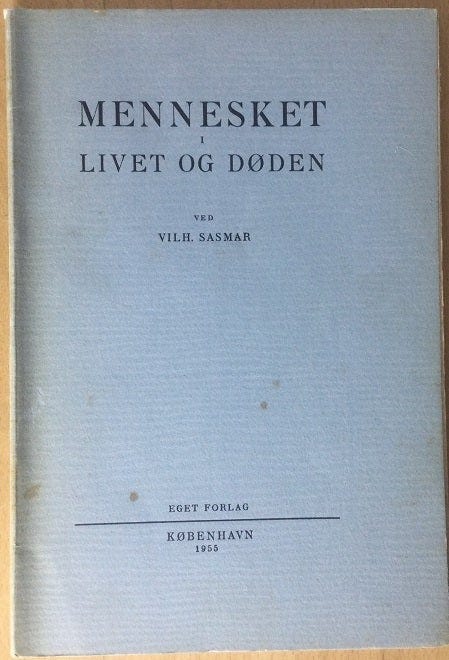 MENNESKET
I
LIVET OG DØDEN
VED
VILH. SASMAR
EGET FORLAG
KØBENHAVN
1955